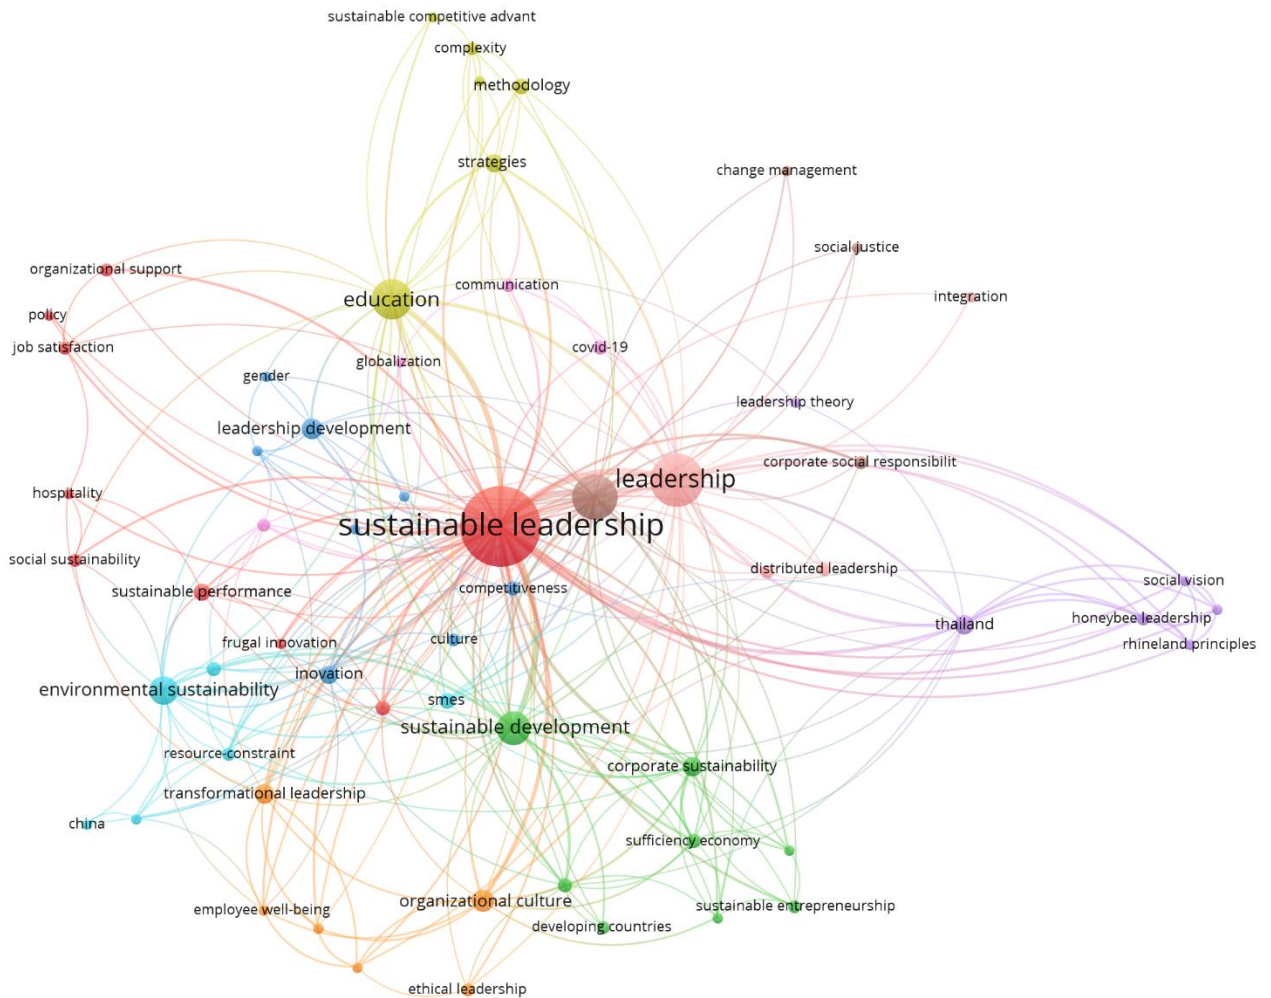 sustainable competitive advant
complexity
methodology
strategies
change management
social justice
organizational support
communication
education
integration
policy
job satisfaction
covid-19
globalization
gender
leadership theory
leadership development
corporate social responsibilit
leadership
hospitality
sustainable leadership
social sustainability
distributed leadership
social vision
sustainable performance
competitiveness
honeybee leadership
thailand
culture
frugal innovation
rhineland principles
inovation
environmental sustainability
smes
sustainable development
resource-constraint
corporate sustainability
transformational leadership
china
sufficiency economy
organizational culture
employee well-being
sustainable entrepreneurship
developing countries
ethical leadership